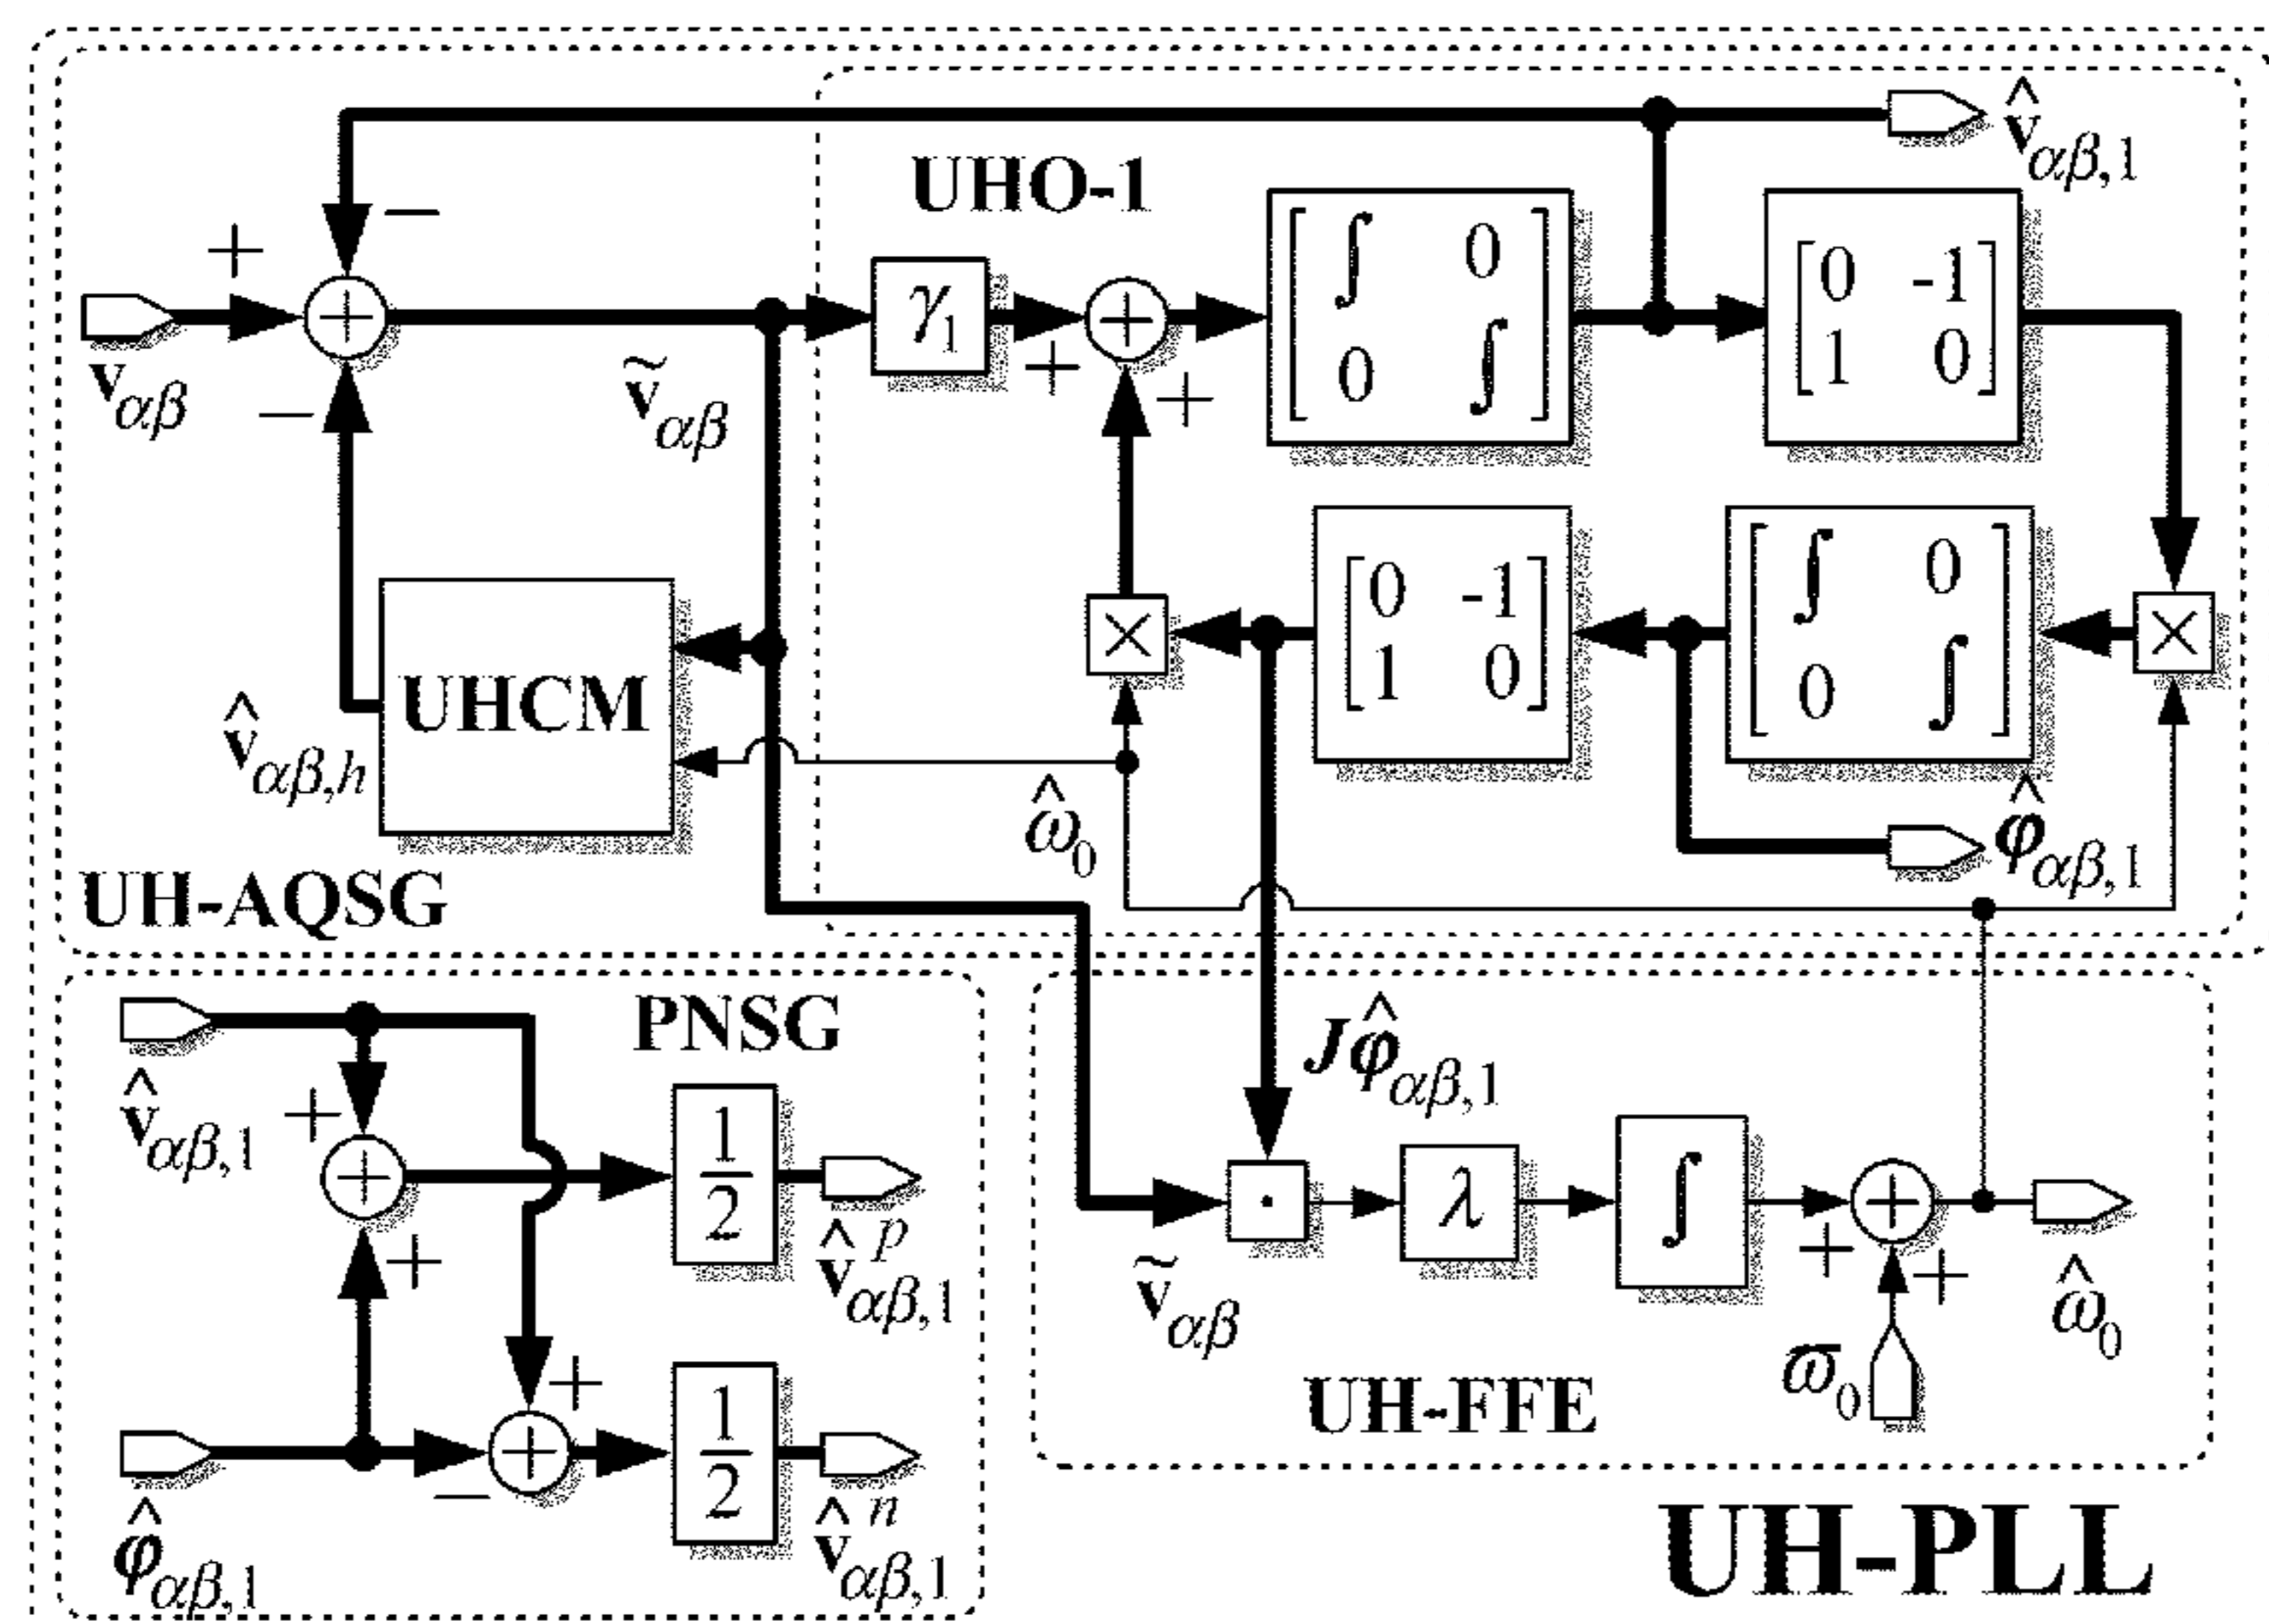 v̂αβ,1
UHO-1
−
+
[∫ 0
0 ∫]
[0 -1
1 0]
γ1
+
+
+
+
vαβ
ṽαβ
−
[0 -1
1 0]
[∫ 0
0 ∫]
×
×
UHCM
v̂αβ,h
ω̂0
φ̂αβ,1
UH-AQSG
PNSG
v̂αβ,1
+
+
+
1
2
v̂αβ,1^p
φ̂αβ,1
+
−
+
1
2
v̂αβ,1^n
Jφ̂αβ,1
·
λ
∫
+
+
+
ṽαβ
ϖ0
ω̂0
UH-FFE
UH-PLL